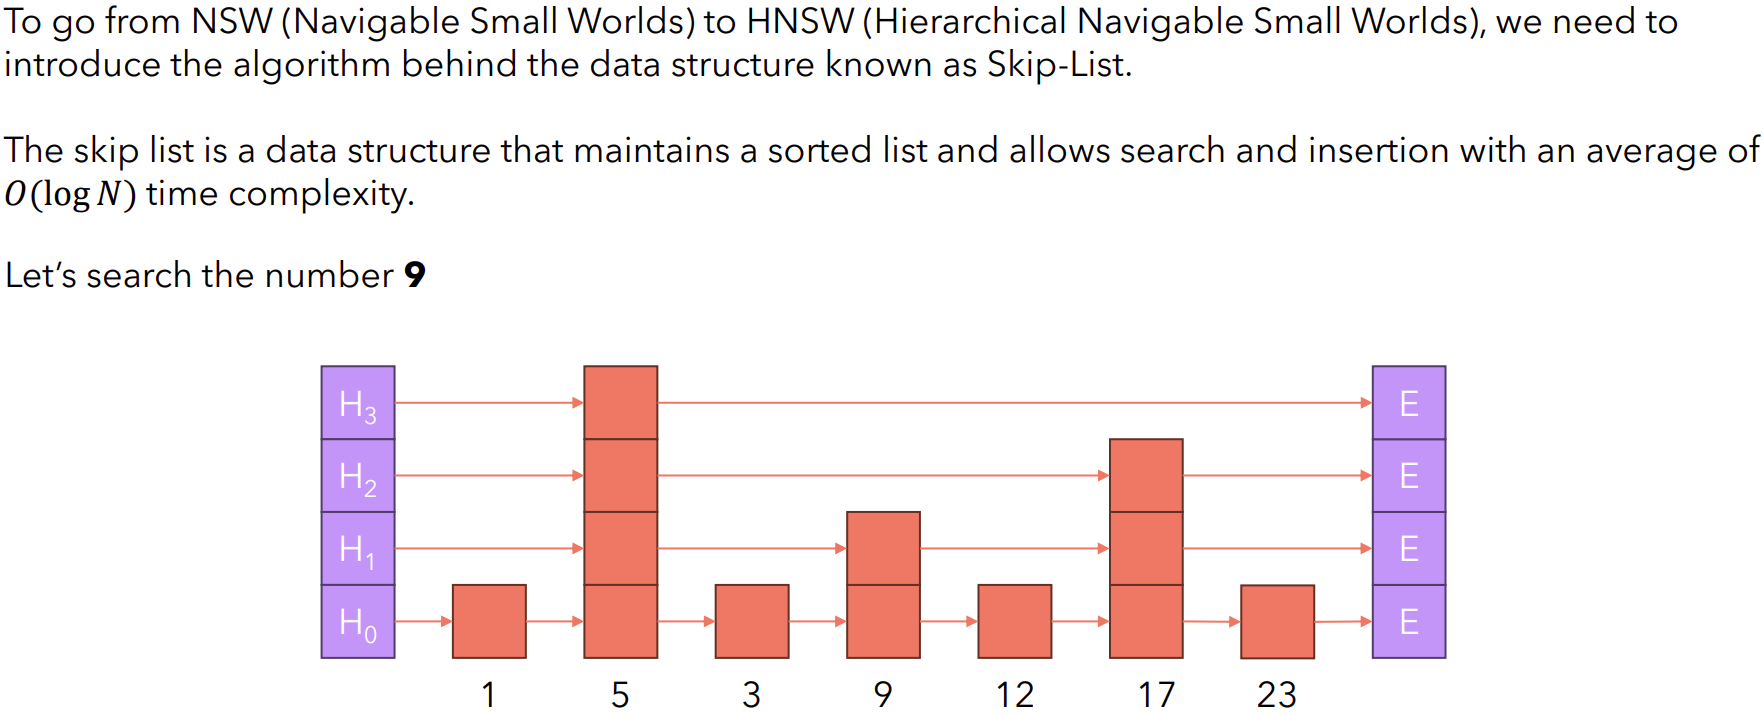 To go from NSW (Navigable Small Worlds) to HNSW (Hierarchical Navigable Small Worlds), we need to
introduce the algorithm behind the data structure known as Skip-List.
The skip list is a data structure that maintains a sorted list and allows search and insertion with an average of
O(log N) time complexity.
Let’s search the number 9
H₃ E
H₂ E
H₁ E
H₀ E
1 5 3 9 12 17 23